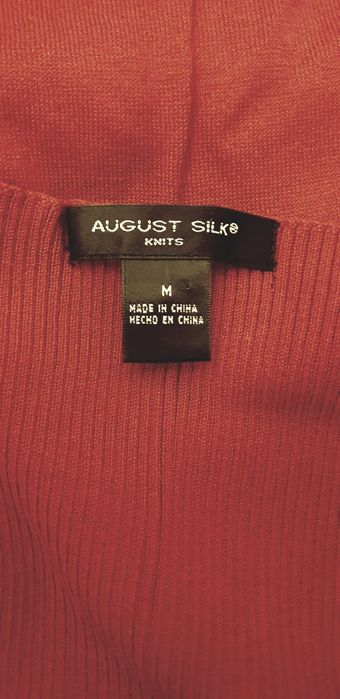 AUGUST SILK®
KNITS
M
MADE IN CHINA
HECHO EN CHINA